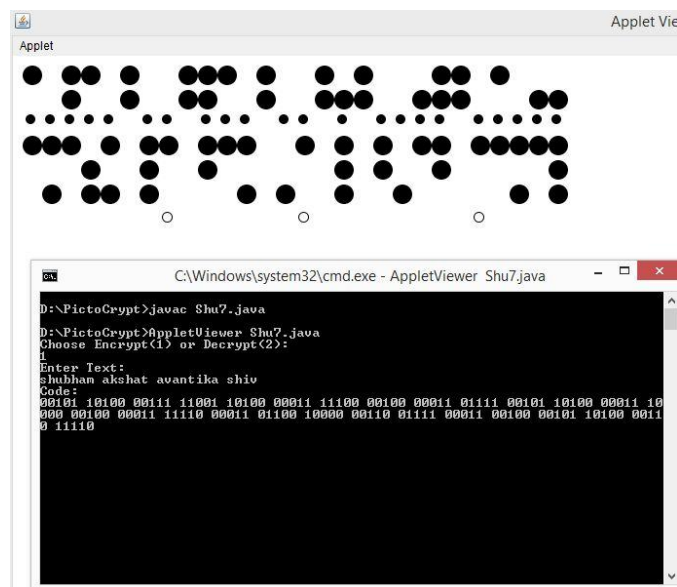 Applet Vie
Applet
C:\Windows\system32\cmd.exe - AppletViewer Shu7.java
D:\PictoCrypt>javac Shu7.java
D:\PictoCrypt>AppletViewer Shu7.java
Choose Encrypt(1) or Decrypt(2):
1
Enter Text:
shubham akshat avantika shiv
Code:
00101 10100 00111 11001 10100 00011 11100 00100 00011 01111 00101 10100 00011 10
000 00100 00011 11110 00011 01100 10000 00110 01111 00011 00100 00101 10100 0011
0 11110